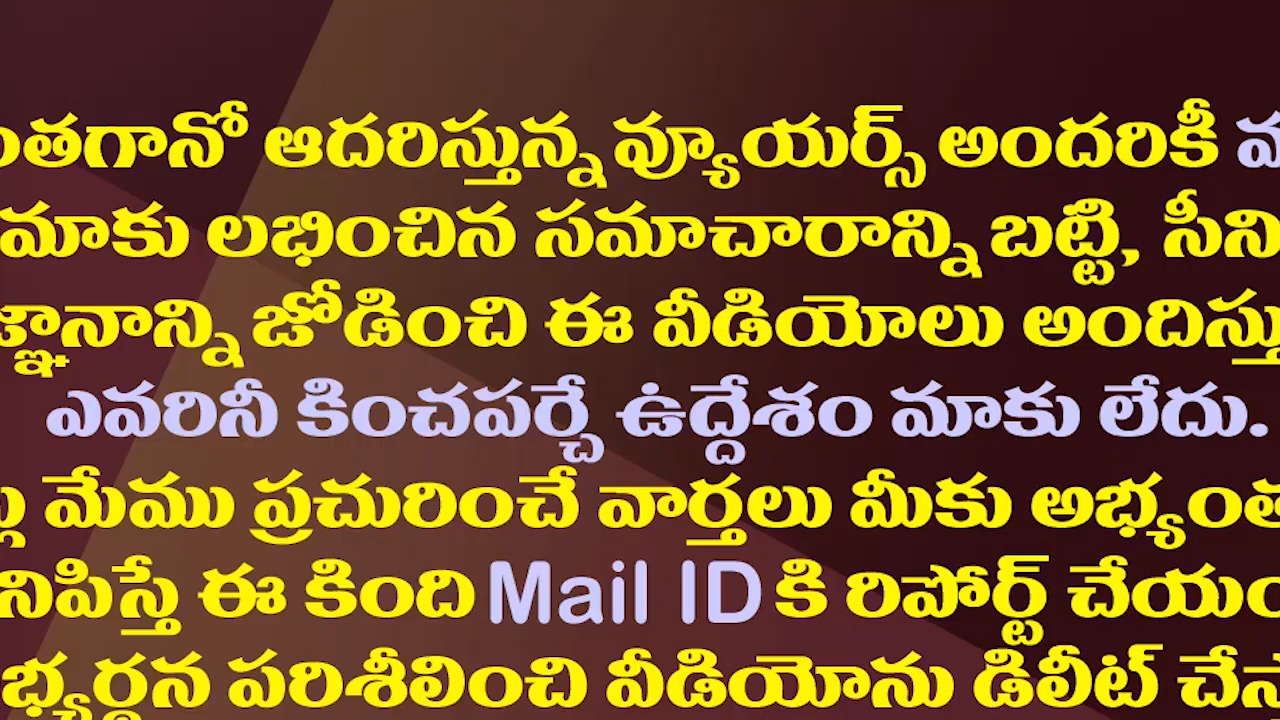 ఆదరిస్తున్న వ్యూయర్స్ అందరికీ
మాకు లభించిన సమాచారాన్ని బట్టి,
జోడించి ఈ వీడియోలు
ఎవరినీ కించపర్చే ఉద్దేశం మాకు లేదు.
మేము ప్రచురించే వార్తలు మీకు
ఈ కింది Mail ID కి రిపోర్ట్
పరిశీలించి వీడియోను డిలీట్